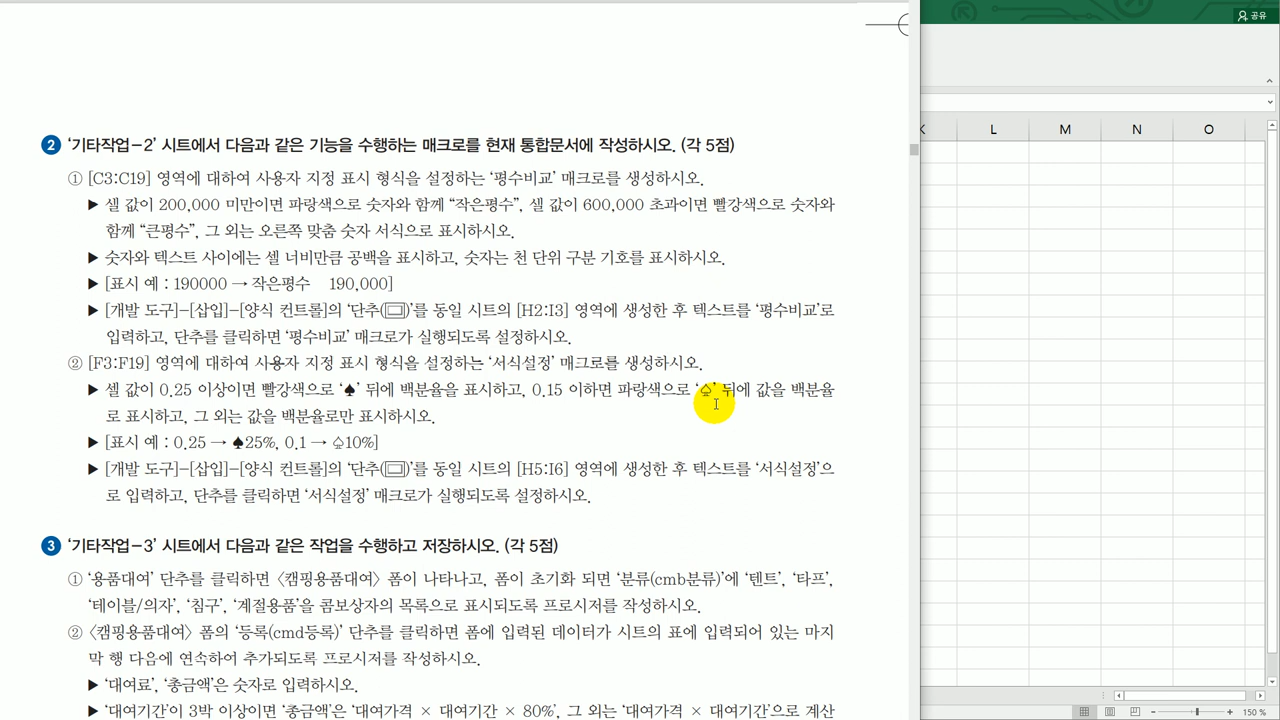 공유
K L M N O
2 '기타작업-2' 시트에서 다음과 같은 기능을 수행하는 매크로를 현재 통합문서에 작성하시오. (각 5점)
① [C3:C19] 영역에 대하여 사용자 지정 표시 형식을 설정하는 '평수비교' 매크로를 생성하시오.
▶ 셀 값이 200,000 미만이면 파랑색으로 숫자와 함께 "작은평수", 셀 값이 600,000 초과이면 빨강색으로 숫자와
함께 "큰평수", 그 외는 오른쪽 맞춤 숫자 서식으로 표시하시오.
▶ 숫자와 텍스트 사이에는 셀 너비만큼 공백을 표시하고, 숫자는 천 단위 구분 기호를 표시하시오.
▶ [표시 예 : 190000 → 작은평수 190,000]
▶ [개발 도구]-[삽입]-[양식 컨트롤]의 '단추(□)'를 동일 시트의 [H2:I3] 영역에 생성한 후 텍스트를 '평수비교'로
입력하고, 단추를 클릭하면 '평수비교' 매크로가 실행되도록 설정하시오.
② [F3:F19] 영역에 대하여 사용자 지정 표시 형식을 설정하는 '서식설정' 매크로를 생성하시오.
▶ 셀 값이 0.25 이상이면 빨강색으로 '♠' 뒤에 백분율을 표시하고, 0.15 이하면 파랑색으로 '♤' 뒤에 값을 백분율
로 표시하고, 그 외는 값을 백분율로만 표시하시오.
▶ [표시 예 : 0.25 → ♠25%, 0.1 → ♤10%]
▶ [개발 도구]-[삽입]-[양식 컨트롤]의 '단추(□)'를 동일 시트의 [H5:I6] 영역에 생성한 후 텍스트를 '서식설정'으
로 입력하고, 단추를 클릭하면 '서식설정' 매크로가 실행되도록 설정하시오.
3 '기타작업-3' 시트에서 다음과 같은 작업을 수행하고 저장하시오. (각 5점)
① '용품대여' 단추를 클릭하면 〈캠핑용품대여〉 폼이 나타나고, 폼이 초기화 되면 '분류(cmb분류)'에 '텐트', '타프',
'테이블/의자', '침구', '계절용품'을 콤보상자의 목록으로 표시되도록 프로시저를 작성하시오.
② 〈캠핑용품대여〉 폼의 '등록(cmd등록)' 단추를 클릭하면 폼에 입력된 데이터가 시트의 표에 입력되어 있는 마지
막 행 다음에 연속하여 추가되도록 프로시저를 작성하시오.
▶ '대여료', '총금액'은 숫자로 입력하시오.
▶ '대여기간'이 3박 이상이면 '총금액'은 '대여가격 × 대여기간 × 80%', 그 외는 '대여가격 × 대여기간'으로 계산
150 %